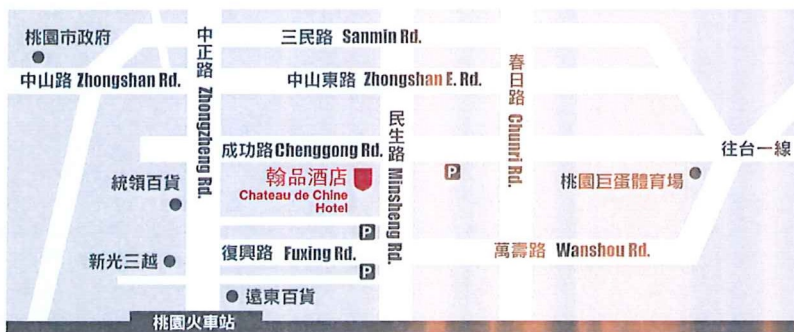 桃園市政府
中正路 Zhongzheng Rd.
三民路 Sanmin Rd.
春日路 Chunri Rd.
中山路 Zhongshan Rd.
中山東路 Zhongshan E. Rd.
民生路 Minsheng Rd.
成功路 Chenggong Rd.
往台一線
翰品酒店
Chateau de Chine
Hotel
P
統領百貨
桃園巨蛋體育場
P
新光三越
復興路 Fuxing Rd.
萬壽路 Wanshou Rd.
P
遠東百貨
桃園火車站